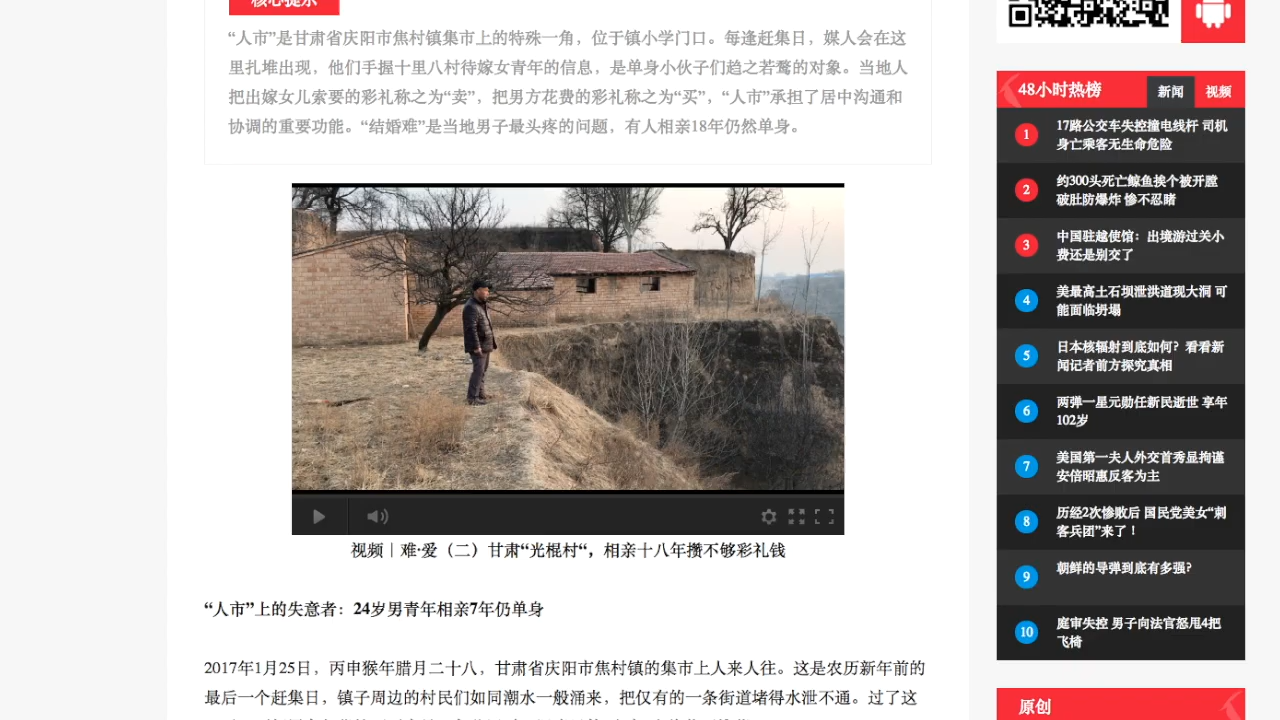 核心提示
“人市”是甘肃省庆阳市焦村镇集市上的特殊一角，位于镇小学门口。每逢赶集日，媒人会在这
里扎堆出现，他们手握十里八村待嫁女青年的信息，是单身小伙子们趋之若鹜的对象。当地人
把出嫁女儿索要的彩礼称之为“卖”，把男方花费的彩礼称之为“买”，“人市”承担了居中沟通和
协调的重要功能。“结婚难”是当地男子最头疼的问题，有人相亲18年仍然单身。
视频｜难·爱（二）甘肃“光棍村“，相亲十八年攒不够彩礼钱
“人市”上的失意者：24岁男青年相亲7年仍单身
2017年1月25日，丙申猴年腊月二十八，甘肃省庆阳市焦村镇的集市上人来人往。这是农历新年前的
最后一个赶集日，镇子周边的村民们如同潮水一般涌来，把仅有的一条街道堵得水泄不通。过了这
48小时热榜
新闻
视频
1
17路公交车失控撞电线杆 司机
身亡乘客无生命危险
2
约300头死亡鲸鱼挨个被开膛
破肚防爆炸 惨不忍睹
3
中国驻越使馆：出境游过关小
费还是别交了
4
美最高土石坝泄洪道现大洞 可
能面临坍塌
5
日本核辐射到底如何？看看新
闻记者前方探究真相
6
两弹一星元勋任新民逝世 享年
102岁
7
美国第一夫人外交首秀显拘谨
安倍昭惠反客为主
8
历经2次惨败后 国民党美女“刺
客兵团”来了！
9
朝鲜的导弹到底有多强?
10
庭审失控 男子向法官怒甩4把
飞椅
原创